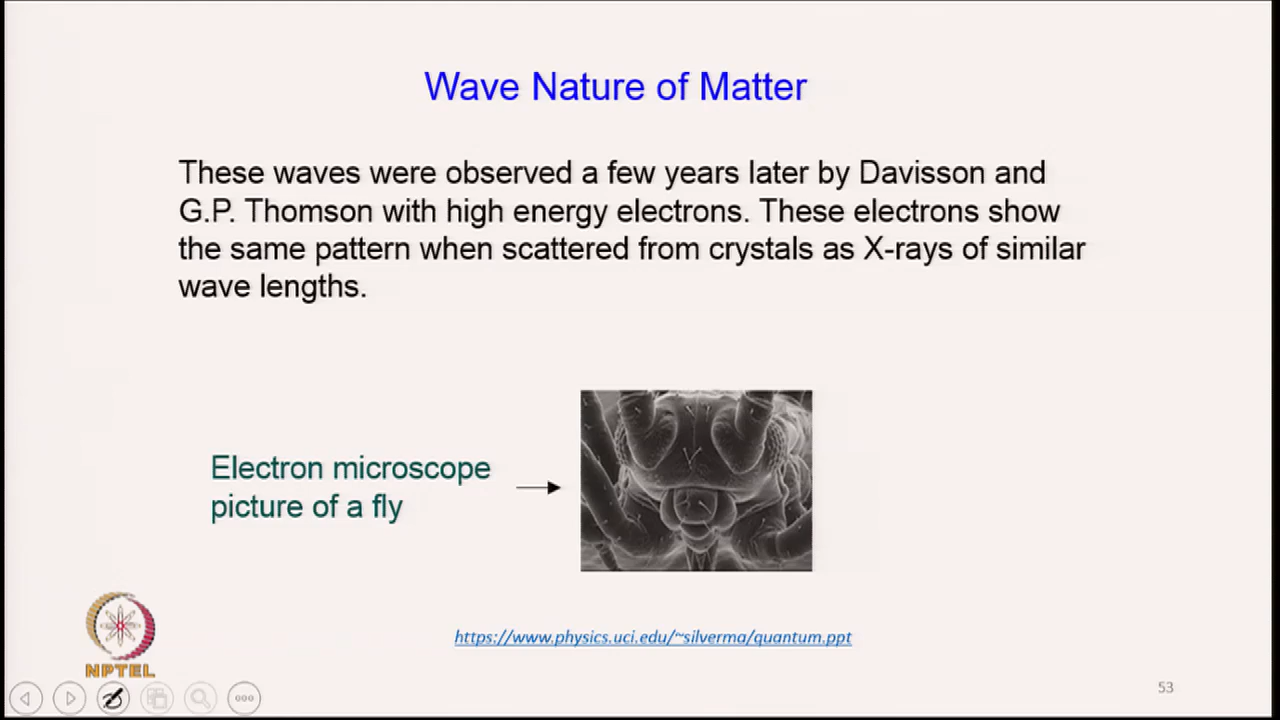 Wave Nature of Matter
These waves were observed a few years later by Davisson and
G.P. Thomson with high energy electrons. These electrons show
the same pattern when scattered from crystals as X-rays of similar
wave lengths.
Electron microscope
picture of a fly
https://www.physics.uci.edu/~silverma/quantum.ppt
NPTEL
53